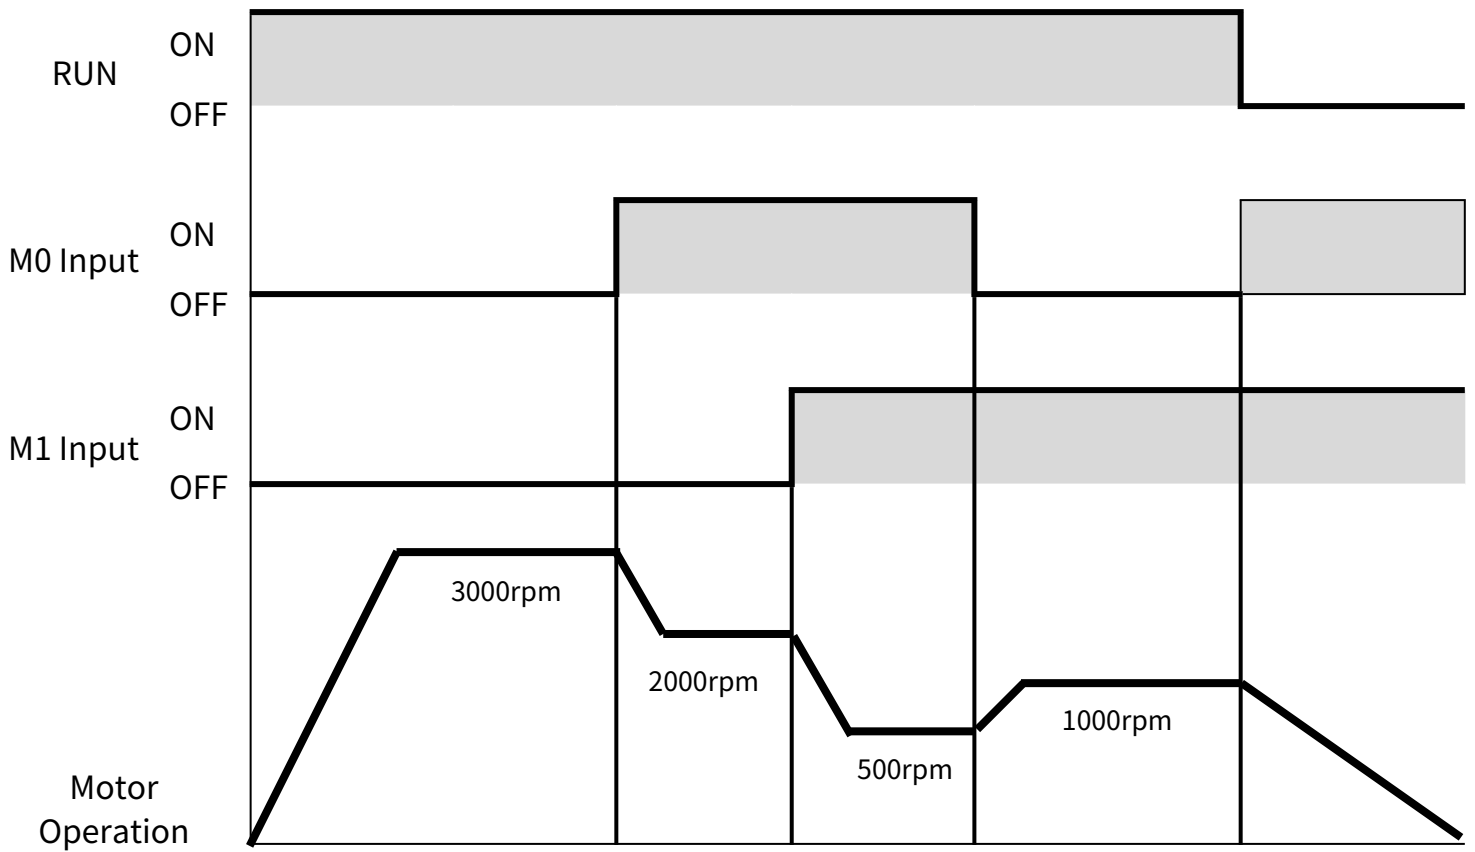 ON
RUN
OFF
ON
M0 Input
OFF
ON
M1 Input
OFF
3000rpm
2000rpm
1000rpm
500rpm
Motor
Operation